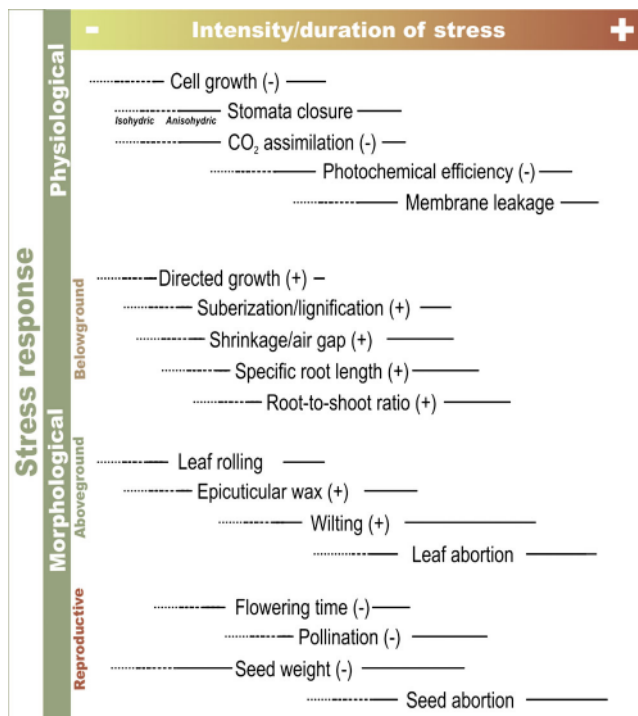 - Intensity/duration of stress +
Stress response
Physiological
Cell growth (-)
Stomata closure
Isohydric Anisohydric
CO₂ assimilation (-)
Photochemical efficiency (-)
Membrane leakage
Morphological
Belowground
Directed growth (+)
Suberization/lignification (+)
Shrinkage/air gap (+)
Specific root length (+)
Root-to-shoot ratio (+)
Aboveground
Leaf rolling
Epicuticular wax (+)
Wilting (+)
Leaf abortion
Reproductive
Flowering time (-)
Pollination (-)
Seed weight (-)
Seed abortion